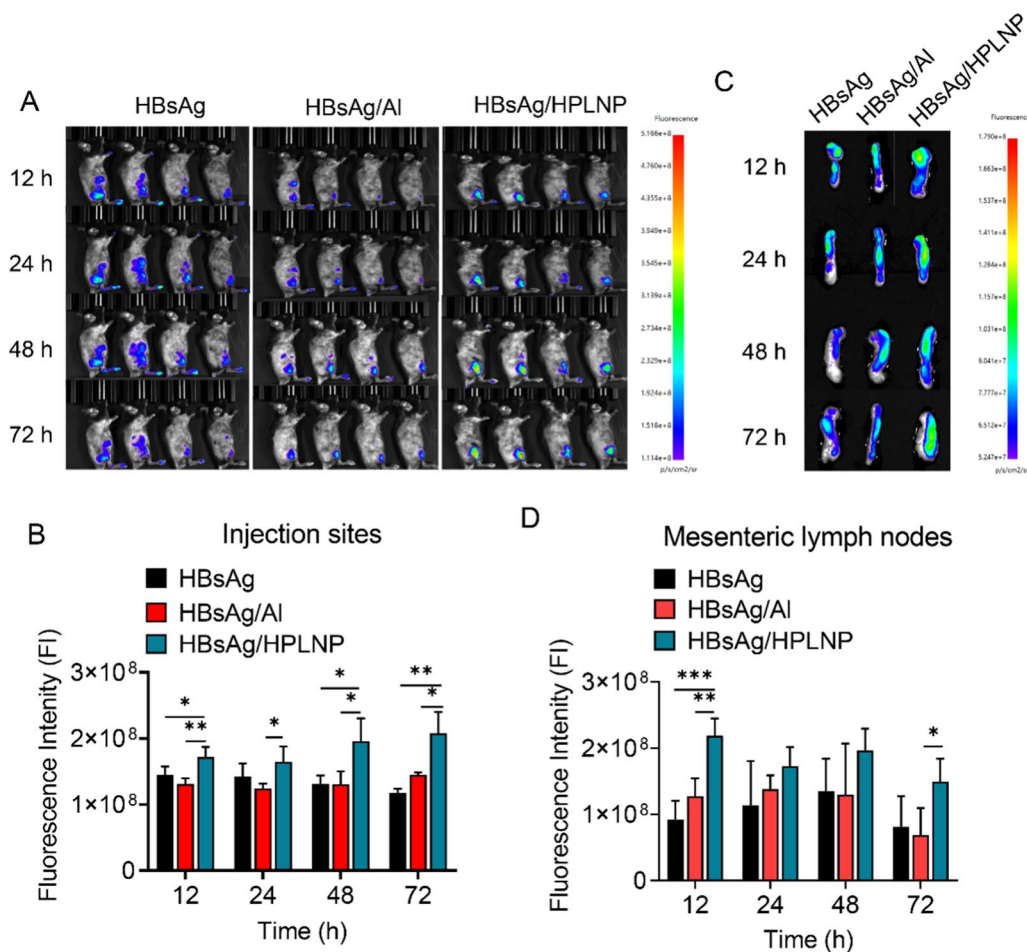 A
HBsAg
HBsAg/Al
HBsAg/HPLNP
12 h
24 h
48 h
72 h
Fluorescence
5.166e+8
4.760e+8
4.355e+8
3.949e+8
3.545e+8
3.139e+8
2.734e+8
2.329e+8
1.924e+8
1.519e+8
1.114e+8
p/s/cm2/sr
C
HBsAg
HBsAg/Al
HBsAg/HPLNP
12 h
24 h
48 h
72 h
Fluorescence
1.790e+8
1.637e+8
1.537e+8
1.411e+8
1.284e+8
1.157e+8
1.031e+8
9.041e+7
7.777e+7
6.512e+7
5.247e+7
p/s/cm2/sr
B
Injection sites
HBsAg
HBsAg/Al
HBsAg/HPLNP
Fluorescence Intenity (FI)
3×10⁸
2×10⁸
1×10⁸
0
* ** * * * ** *
12 24 48 72
Time (h)
D
Mesenteric lymph nodes
HBsAg
HBsAg/Al
HBsAg/HPLNP
Fluorescence Intenity (FI)
3×10⁸
2×10⁸
1×10⁸
0
*** ** *
12 24 48 72
Time (h)